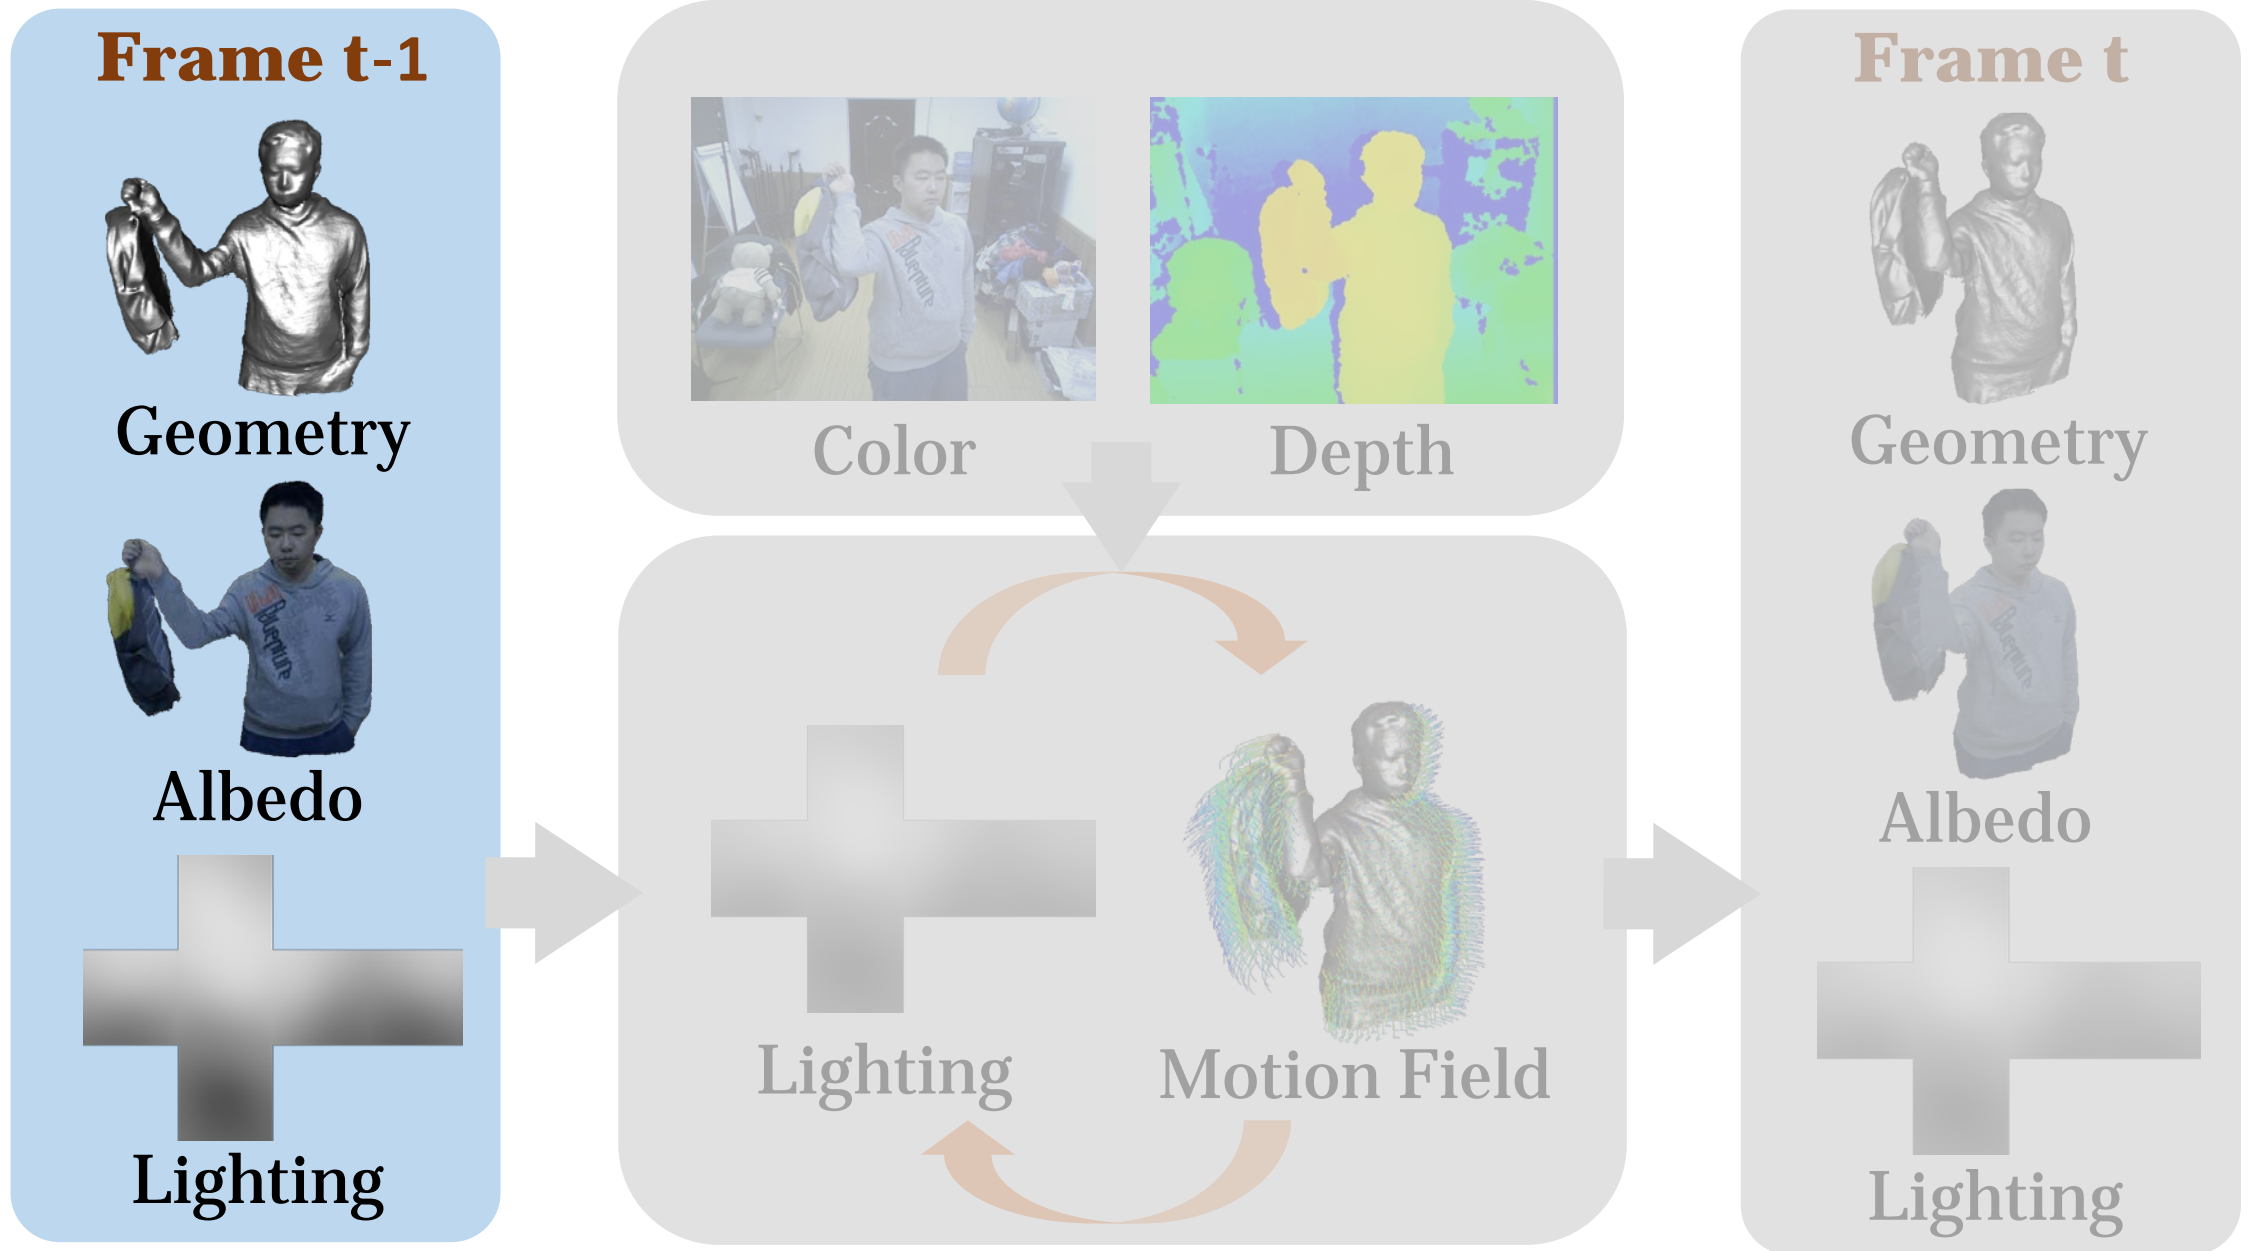 Frame t-1
Geometry
Albedo
Lighting
Color
Depth
Lighting
Motion Field
Frame t
Geometry
Albedo
Lighting